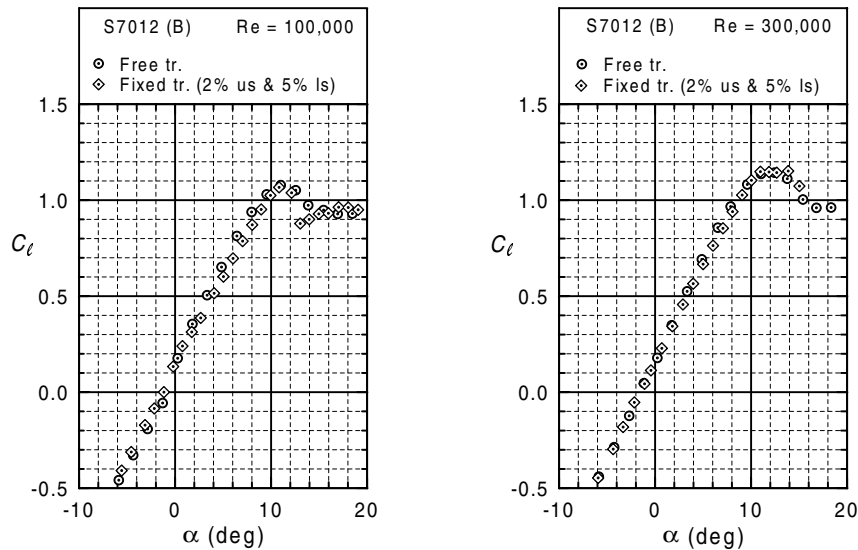 S7012 (B) Re = 100,000
Free tr.
Fixed tr. (2% us & 5% ls)
1.5
1.0
Cℓ
0.5
0.0
-0.5
-10 0 10 20
α (deg)
S7012 (B) Re = 300,000
Free tr.
Fixed tr. (2% us & 5% ls)
1.5
1.0
Cℓ
0.5
0.0
-0.5
-10 0 10 20
α (deg)